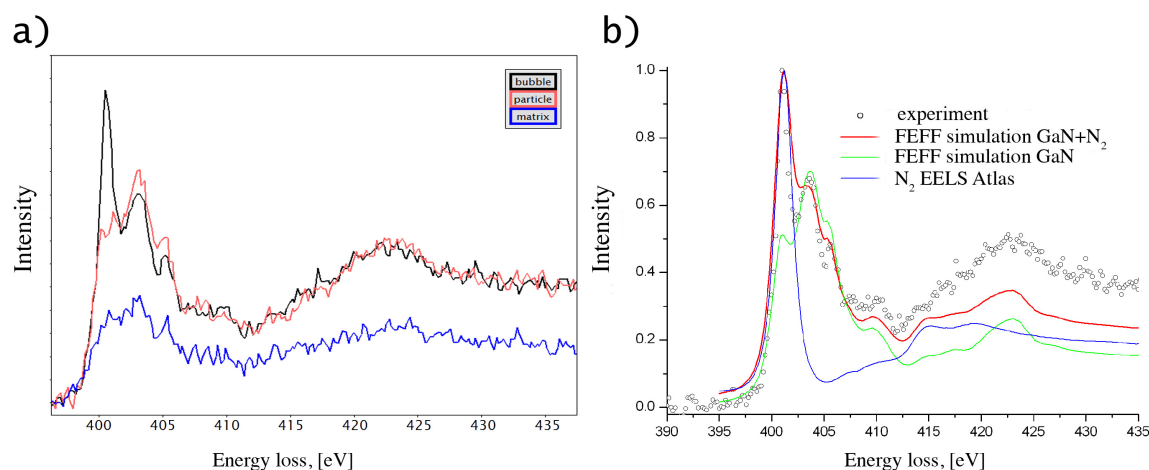 a)
Intensity
bubble
particle
matrix
400 405 410 415 420 425 430 435
Energy loss, [eV]
b)
Intensity
1.0
0.8
0.6
0.4
0.2
0.0
experiment
FEFF simulation GaN+N₂
FEFF simulation GaN
N₂ EELS Atlas
390 395 400 405 410 415 420 425 430 435
Energy loss, [eV]